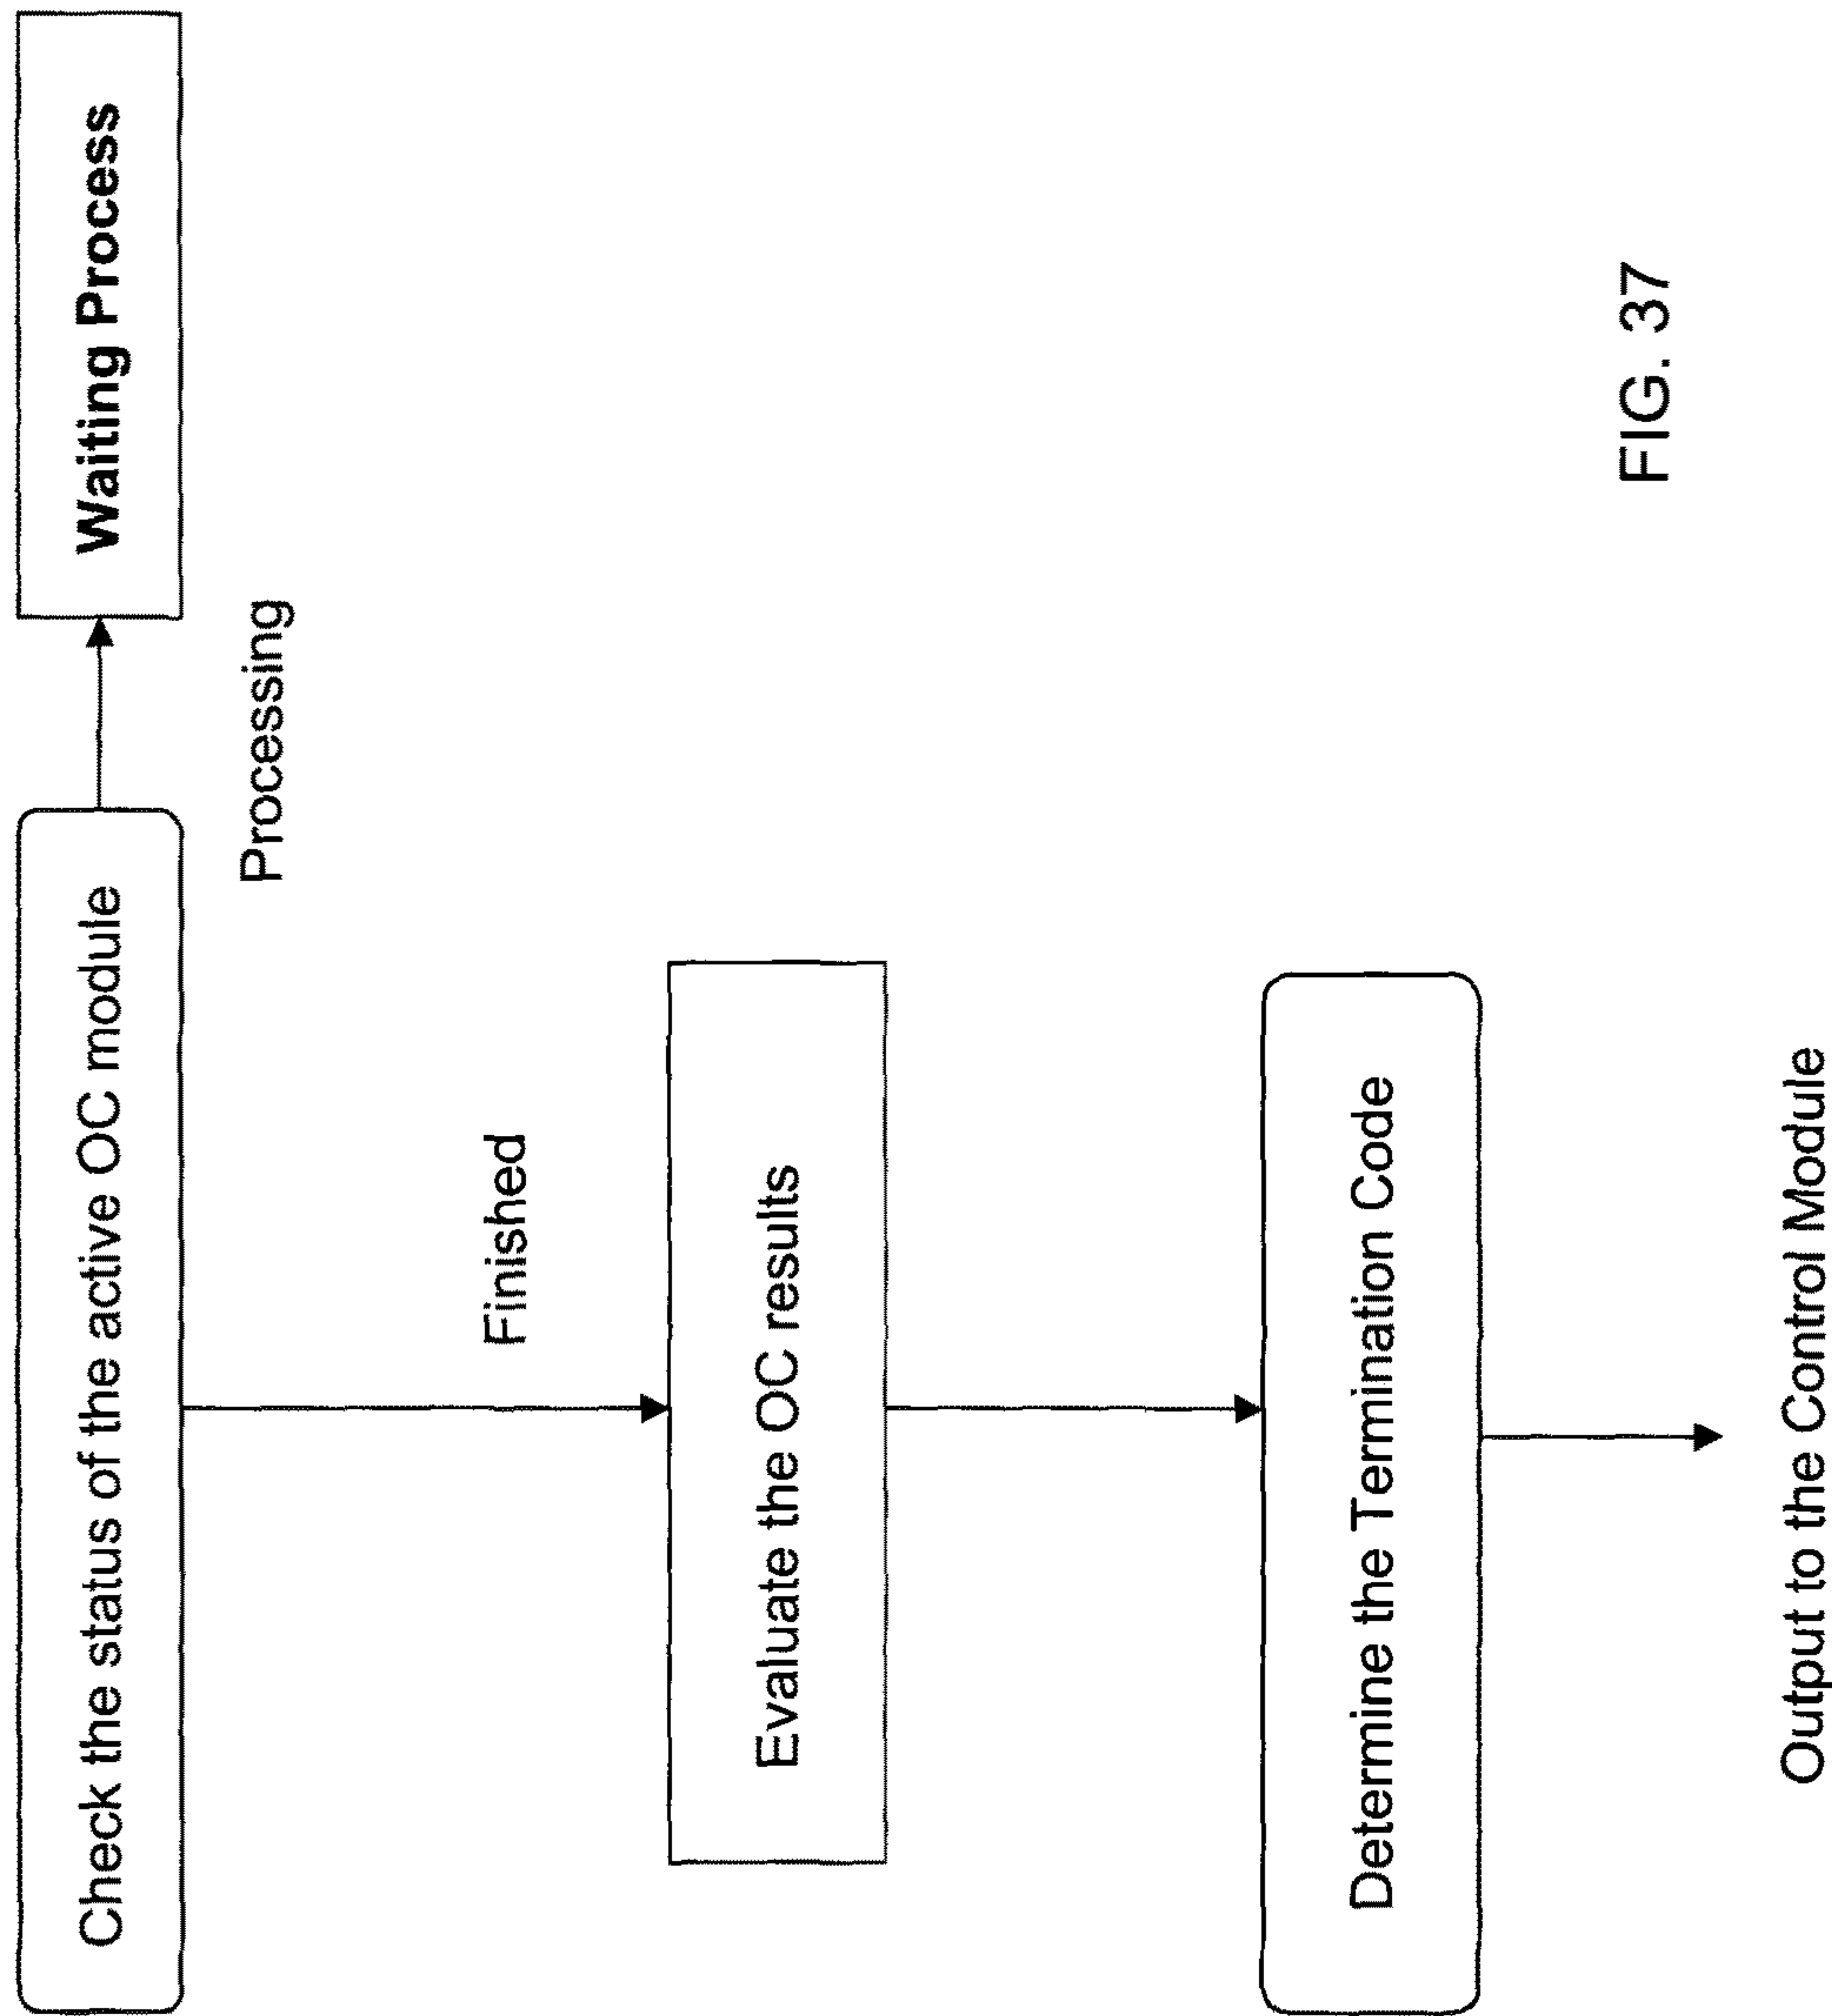 Check the status of the active OC module
Waiting Process
Processing
Finished
Evaluate the OC results
Determine the Termination Code
Output to the Control Module
FIG. 37